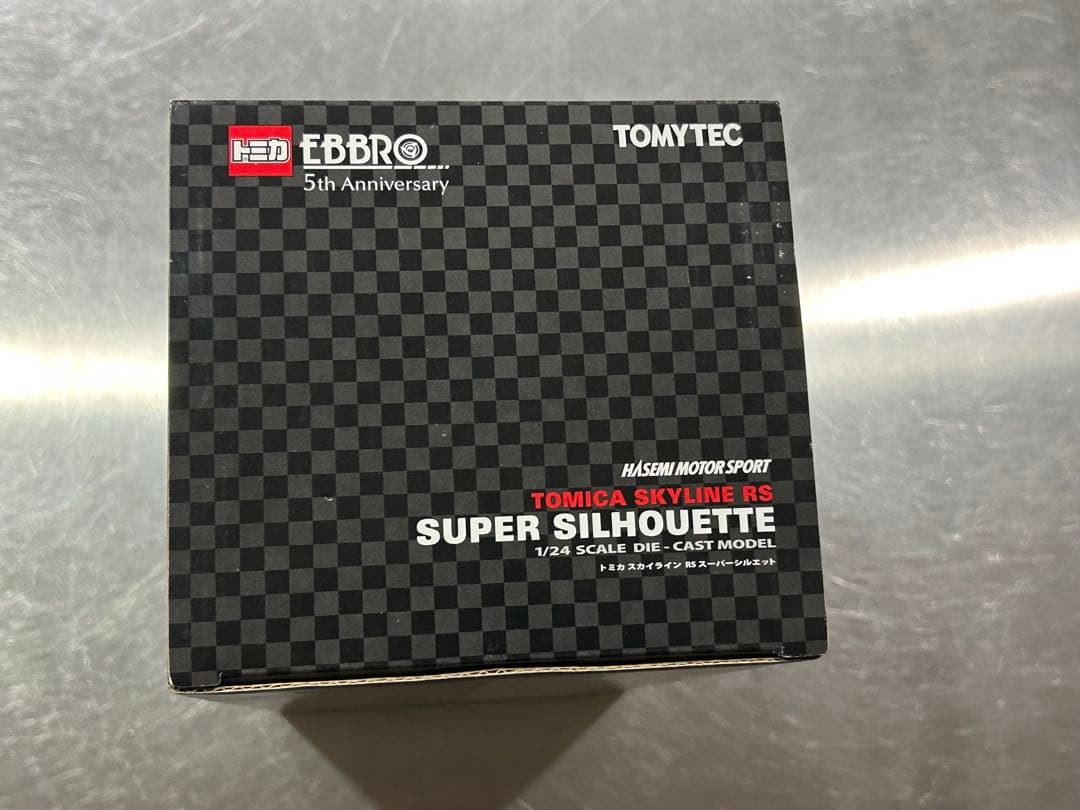 トミカ EBBRO
5th Anniversary
TOMYTEC
HASEMI MOTOR SPORT
TOMICA SKYLINE RS
SUPER SILHOUETTE
1/24 SCALE DIE-CAST MODEL
トミカ スカイライン RS スーパーシルエット